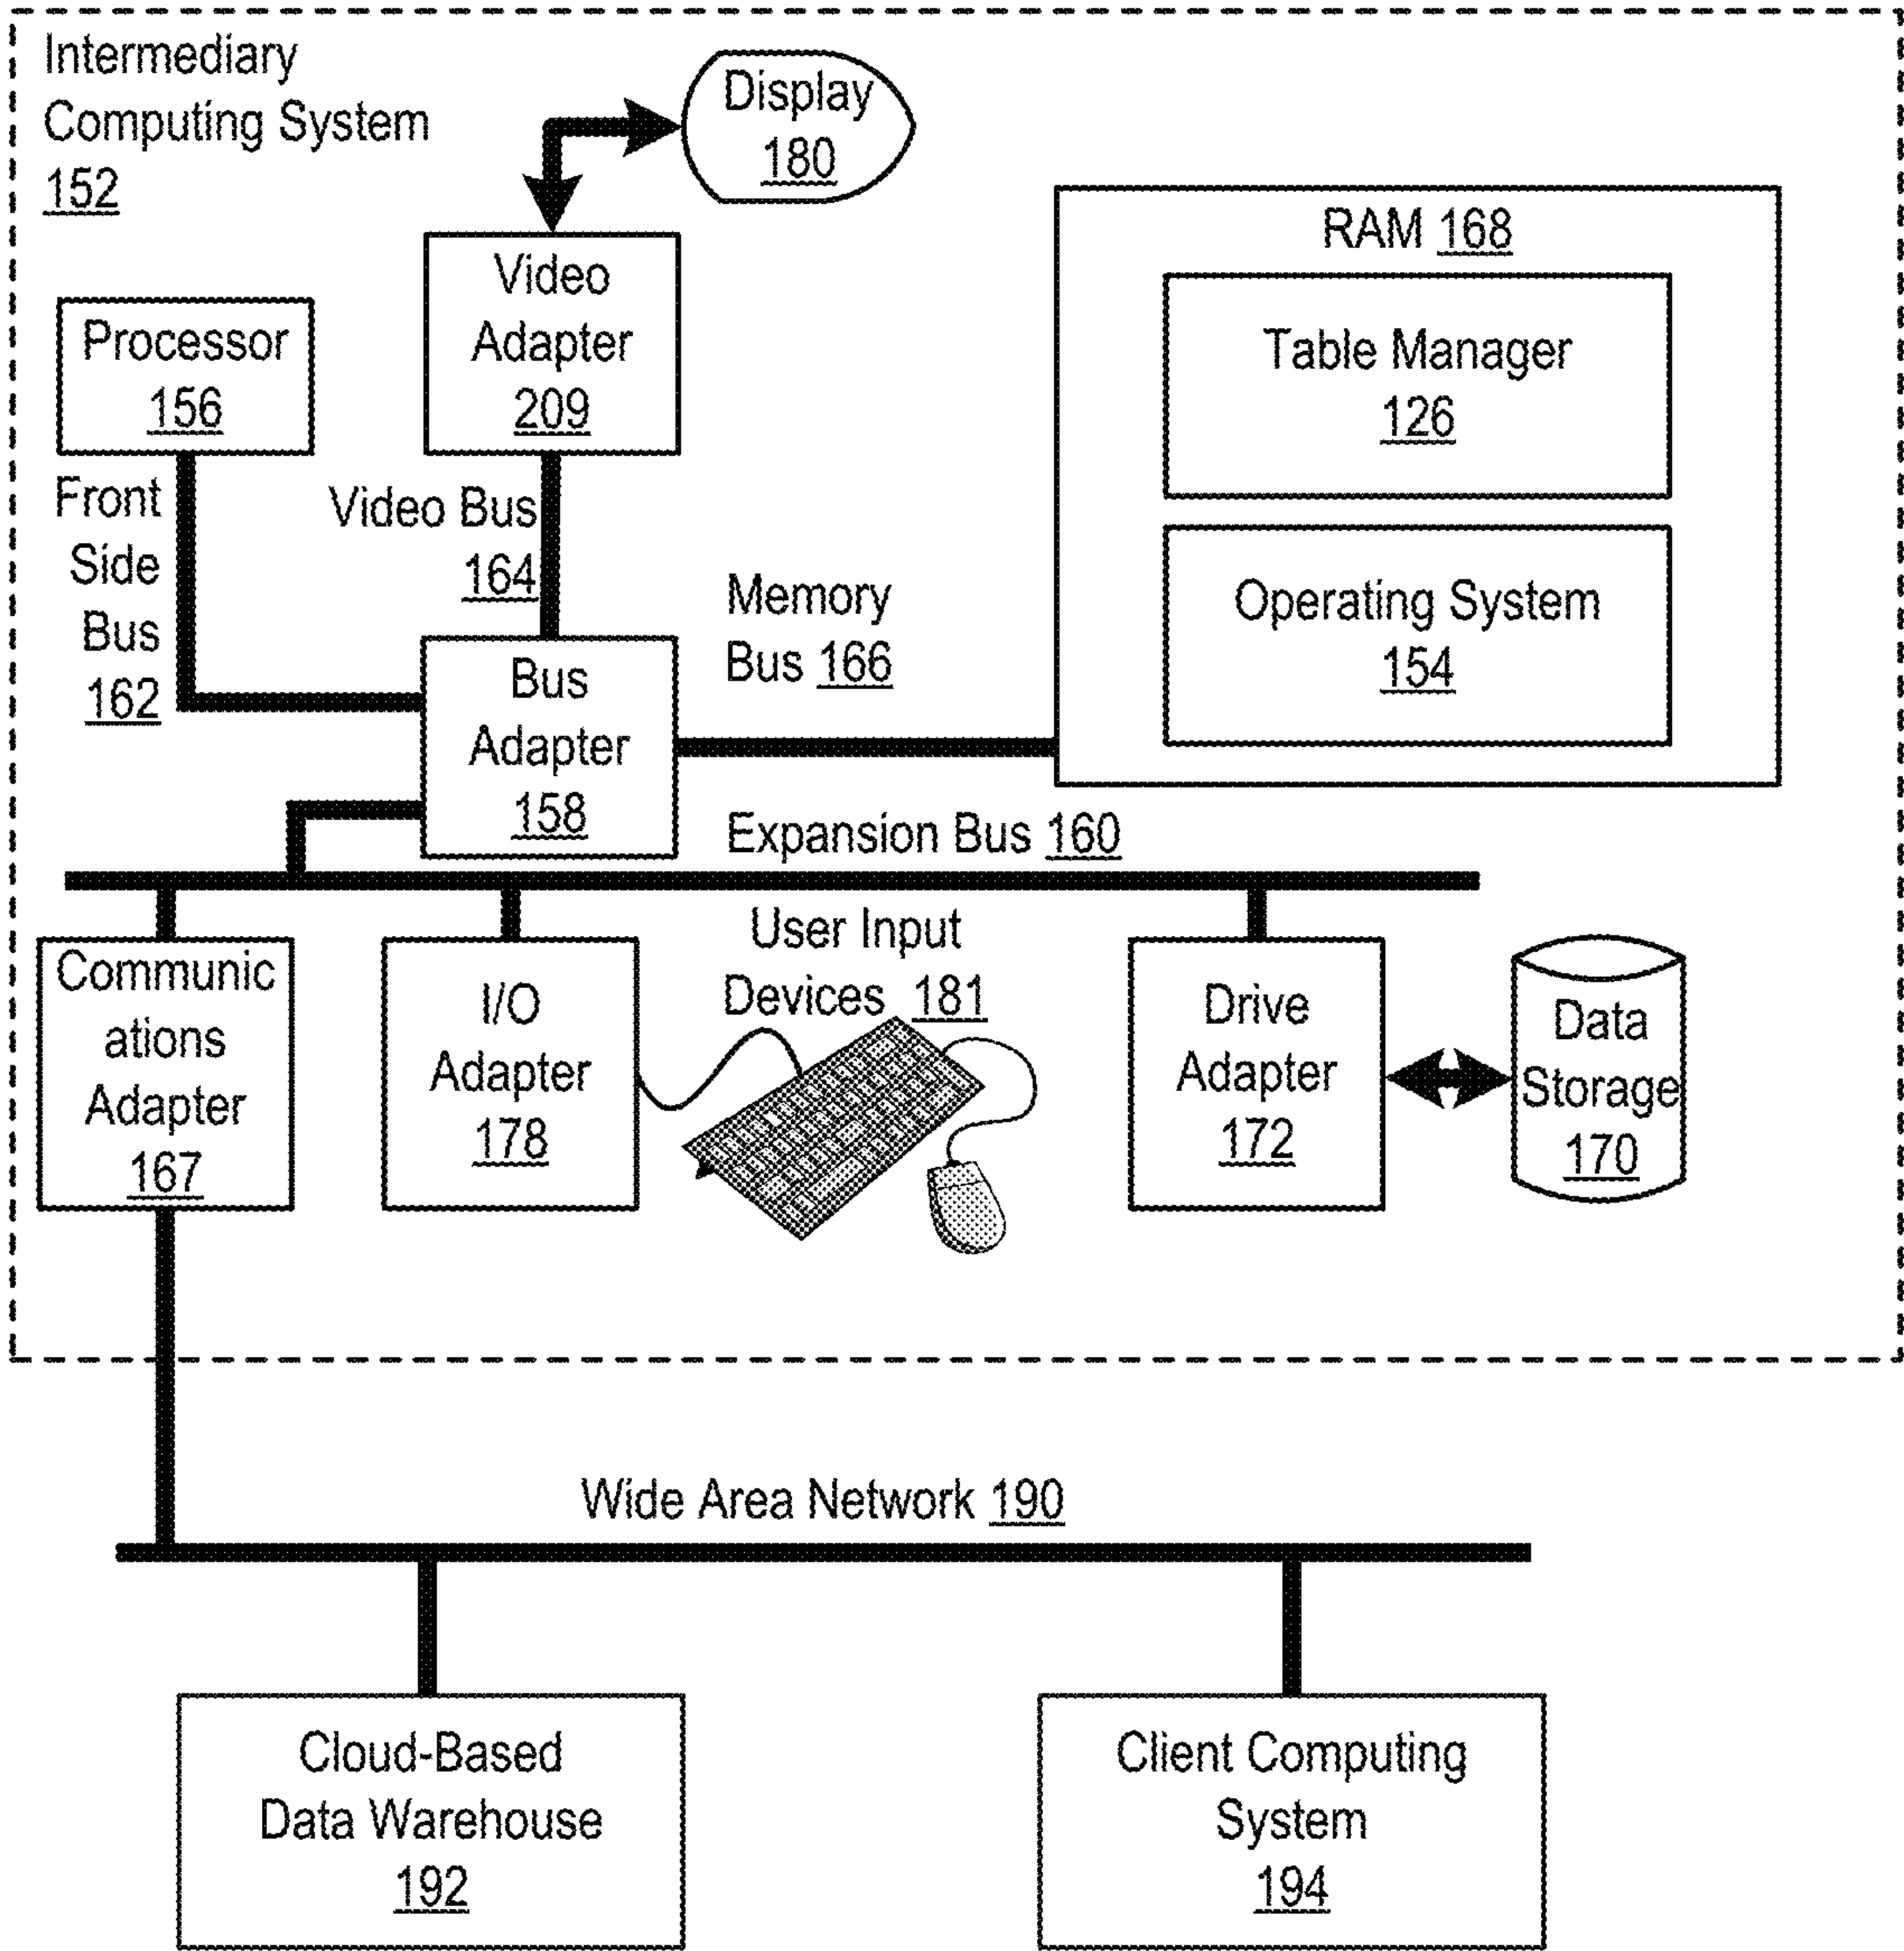 Intermediary
Computing System
152
Display
180
Video
Adapter
209
Processor
156
RAM 168
Table Manager
126
Operating System
154
Front
Side
Bus
162
Video Bus
164
Memory
Bus 166
Bus
Adapter
158
Expansion Bus 160
Communic
ations
Adapter
167
I/O
Adapter
178
User Input
Devices 181
Drive
Adapter
172
Data
Storage
170
Wide Area Network 190
Cloud-Based
Data Warehouse
192
Client Computing
System
194